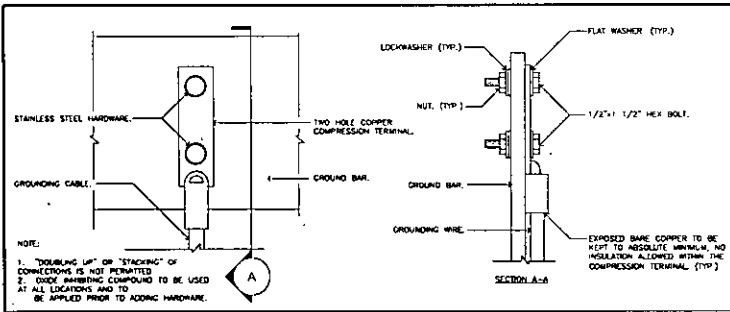 STAINLESS STEEL HARDWARE.
TWO HOLE COPPER
COMPRESSION TERMINAL.
GROUNDING CABLE.
GROUND BAR.
NOTE:
1. "DOUBLING UP" OR "STACKING" OF
CONNECTIONS IS NOT PERMITTED
2. OXIDE INHIBITING COMPOUND TO BE USED
AT ALL LOCATIONS AND TO
BE APPLIED PRIOR TO ADDING HARDWARE.
A
LOCKWASHER (TYP.)
FLAT WASHER (TYP.)
NUT, (TYP.)
1/2"x1 1/2" HEX BOLT.
GROUND BAR.
GROUNDING WIRE.
EXPOSED BARE COPPER TO BE
KEPT TO ABSOLUTE MINIMUM, NO
INSULATION ALLOWED WITHIN THE
COMPRESSION TERMINAL (TYP.)
SECTION A-A